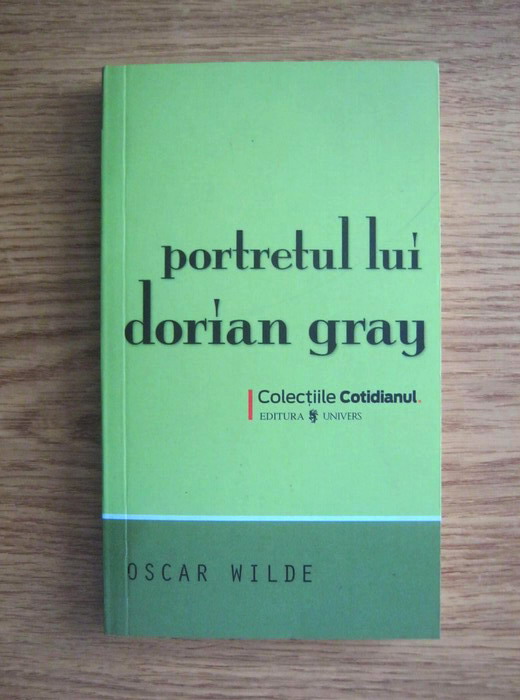 portretul lui
dorian gray
Colecțiile Cotidianul.
EDITURA UNIVERS
OSCAR WILDE